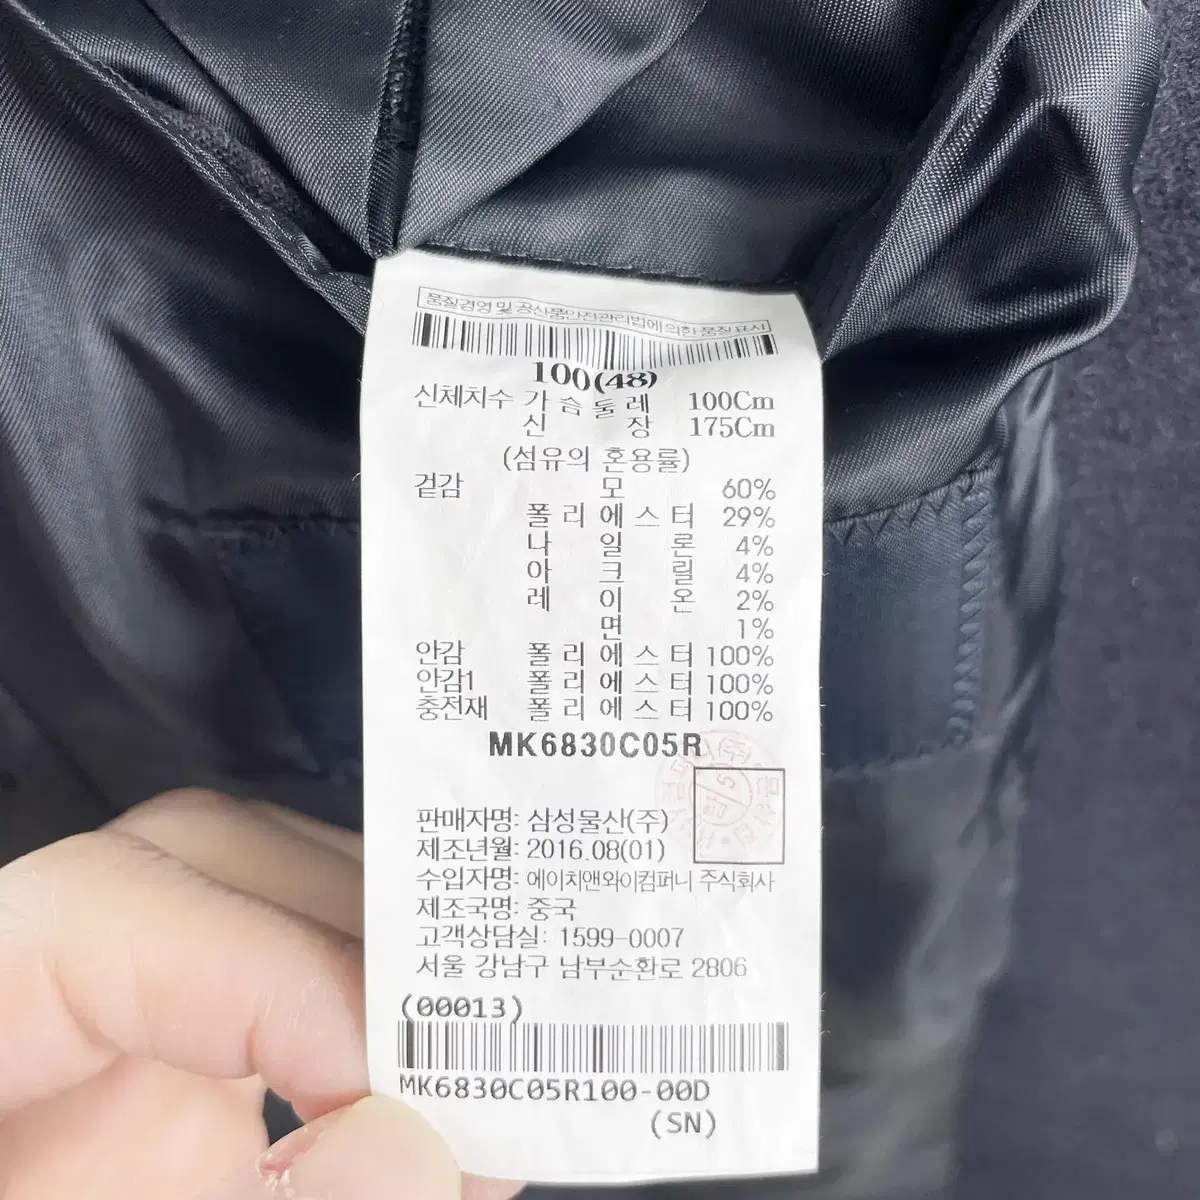 품질경영 및 공산품안전관리법에 의한 품질표시
100(48)
신체치수 가슴둘레 100Cm
신장 175Cm
(섬유의 혼용률)
겉감 모 60%
폴리에스터 29%
나일론 4%
아크릴 4%
레이온 2%
면 1%
안감 폴리에스터 100%
안감1 폴리에스터 100%
충전재 폴리에스터 100%
MK6830C05R
판매자명: 삼성물산(주)
제조년월: 2016.08(01)
수입자명: 에이치앤와이컴퍼니 주식회사
제조국명: 중국
고객상담실: 1599-0007
서울 강남구 남부순환로 2806
(00013)
MK6830C05R100-00D
(SN)